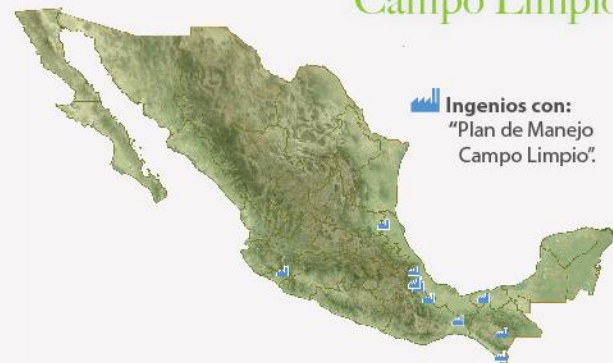 Campo Limpio
Ingenios con:
“Plan de Manejo
Campo Limpio”.